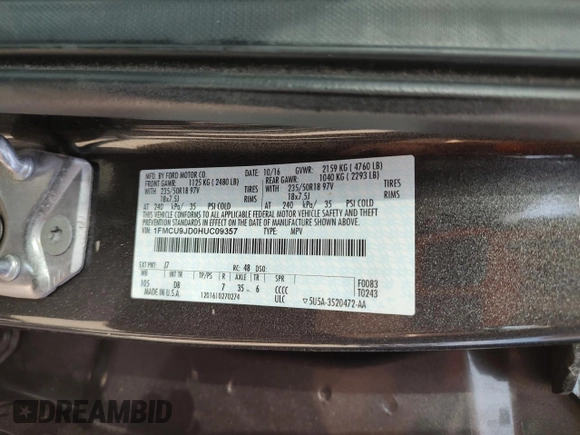 MFD. BY FORD MOTOR CO. DATE: 10/16 GVWR: 2159 KG ( 4760 LB)
FRONT GAWR: 1125 KG ( 2480 LB) REAR GAWR: 1040 KG ( 2293 LB)
WITH 235/50R18 97V TIRES WITH 235/50R18 97V TIRES
18x7.5J RIMS 18x7.5J RIMS
AT 240 kPa/ 35 PSI COLD AT 240 kPa/ 35 PSI COLD
THIS VEHICLE CONFORMS TO ALL APPLICABLE FEDERAL MOTOR VEHICLE SAFETY AND THEFT
PREVENTION STANDARDS IN EFFECT ON THE DATE OF MANUFACTURE SHOWN ABOVE.
VIN: 1FMCU9JD0HUC09357 TYPE: MPV
EXT PNT: J7 RC: 48 DSO:
WB INT TR TP/PS R AXLE TR SPR
105 DB 7 35 6 CCCC F0083
MADE IN U.S.A. 1201610270274 ULC T0243
5U5A-3520472-AA
DREAMBID